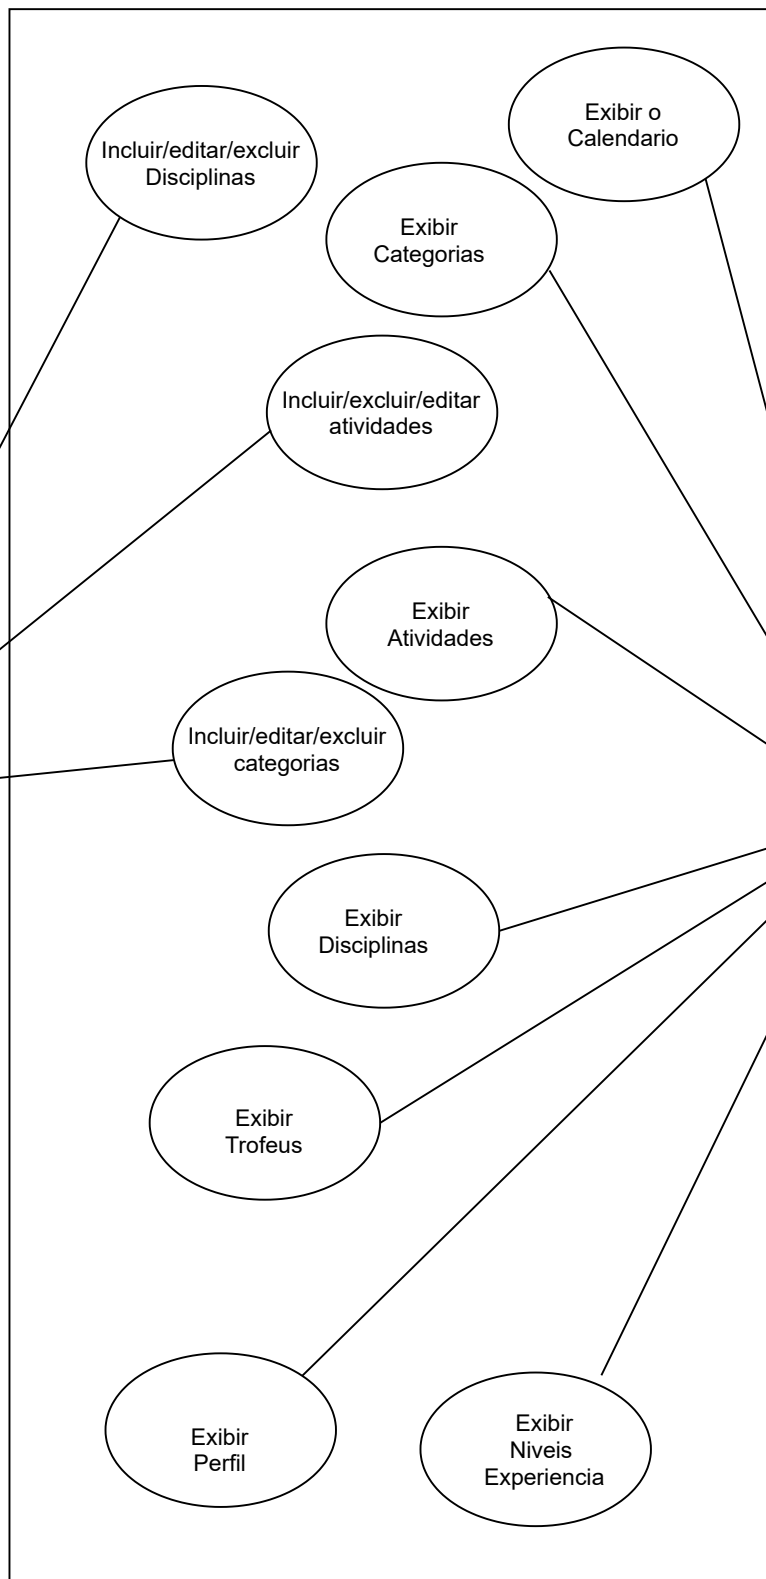 Exibir o
Calendario
Incluir/editar/excluir
Disciplinas
Exibir
Categorias
Incluir/excluir/editar
atividades
Exibir
Atividades
Incluir/editar/excluir
categorias
Exibir
Disciplinas
Exibir
Trofeus
Exibir
Perfil
Exibir
Niveis
Experiencia